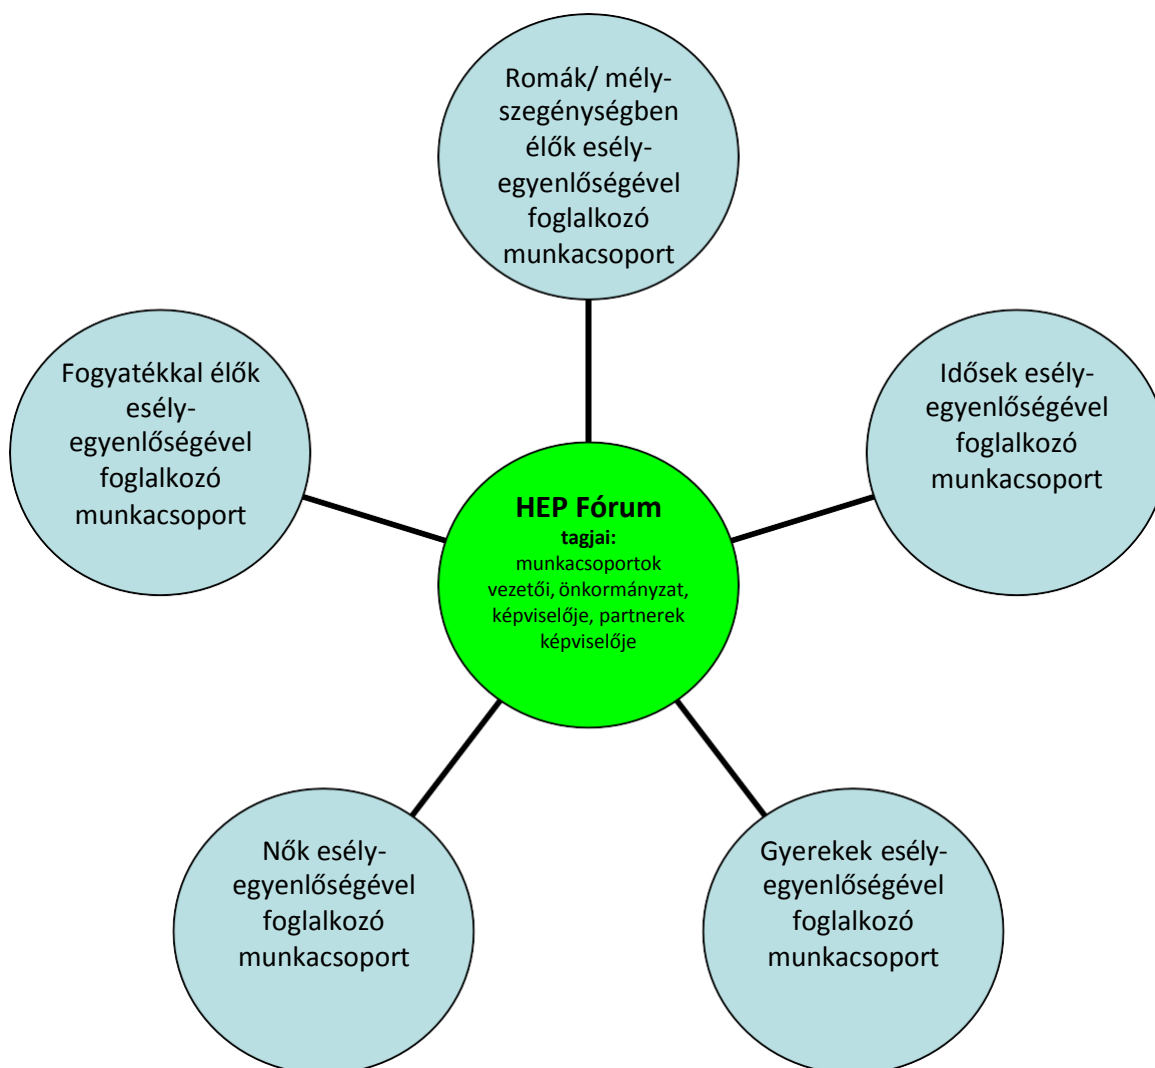 Romák/ mély-
szegénységben
élők esély-
egyenlőségével
foglalkozó
munkacsoport
Fogyatékkal élők
esély-
egyenlőségével
foglalkozó
munkacsoport
Idősek esély-
egyenlőségével
foglalkozó
munkacsoport
HEP Fórum
tagjai:
munkacsoportok
vezetői, önkormányzat,
képviselője, partnerek
képviselője
Nők esély-
egyenlőségével
foglalkozó
munkacsoport
Gyerekek esély-
egyenlőségével
foglalkozó
munkacsoport